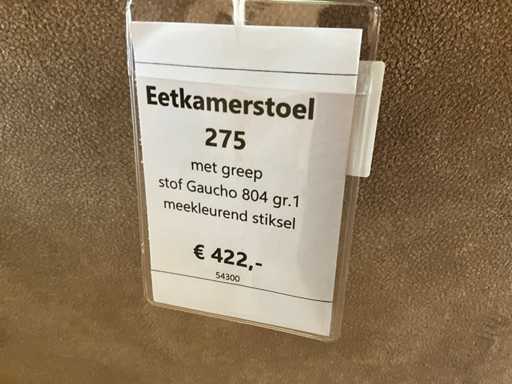 Eetkamerstoel
275
met greep
stof Gaucho 804 gr.1
meekleurend stiksel
€ 422,-
54300